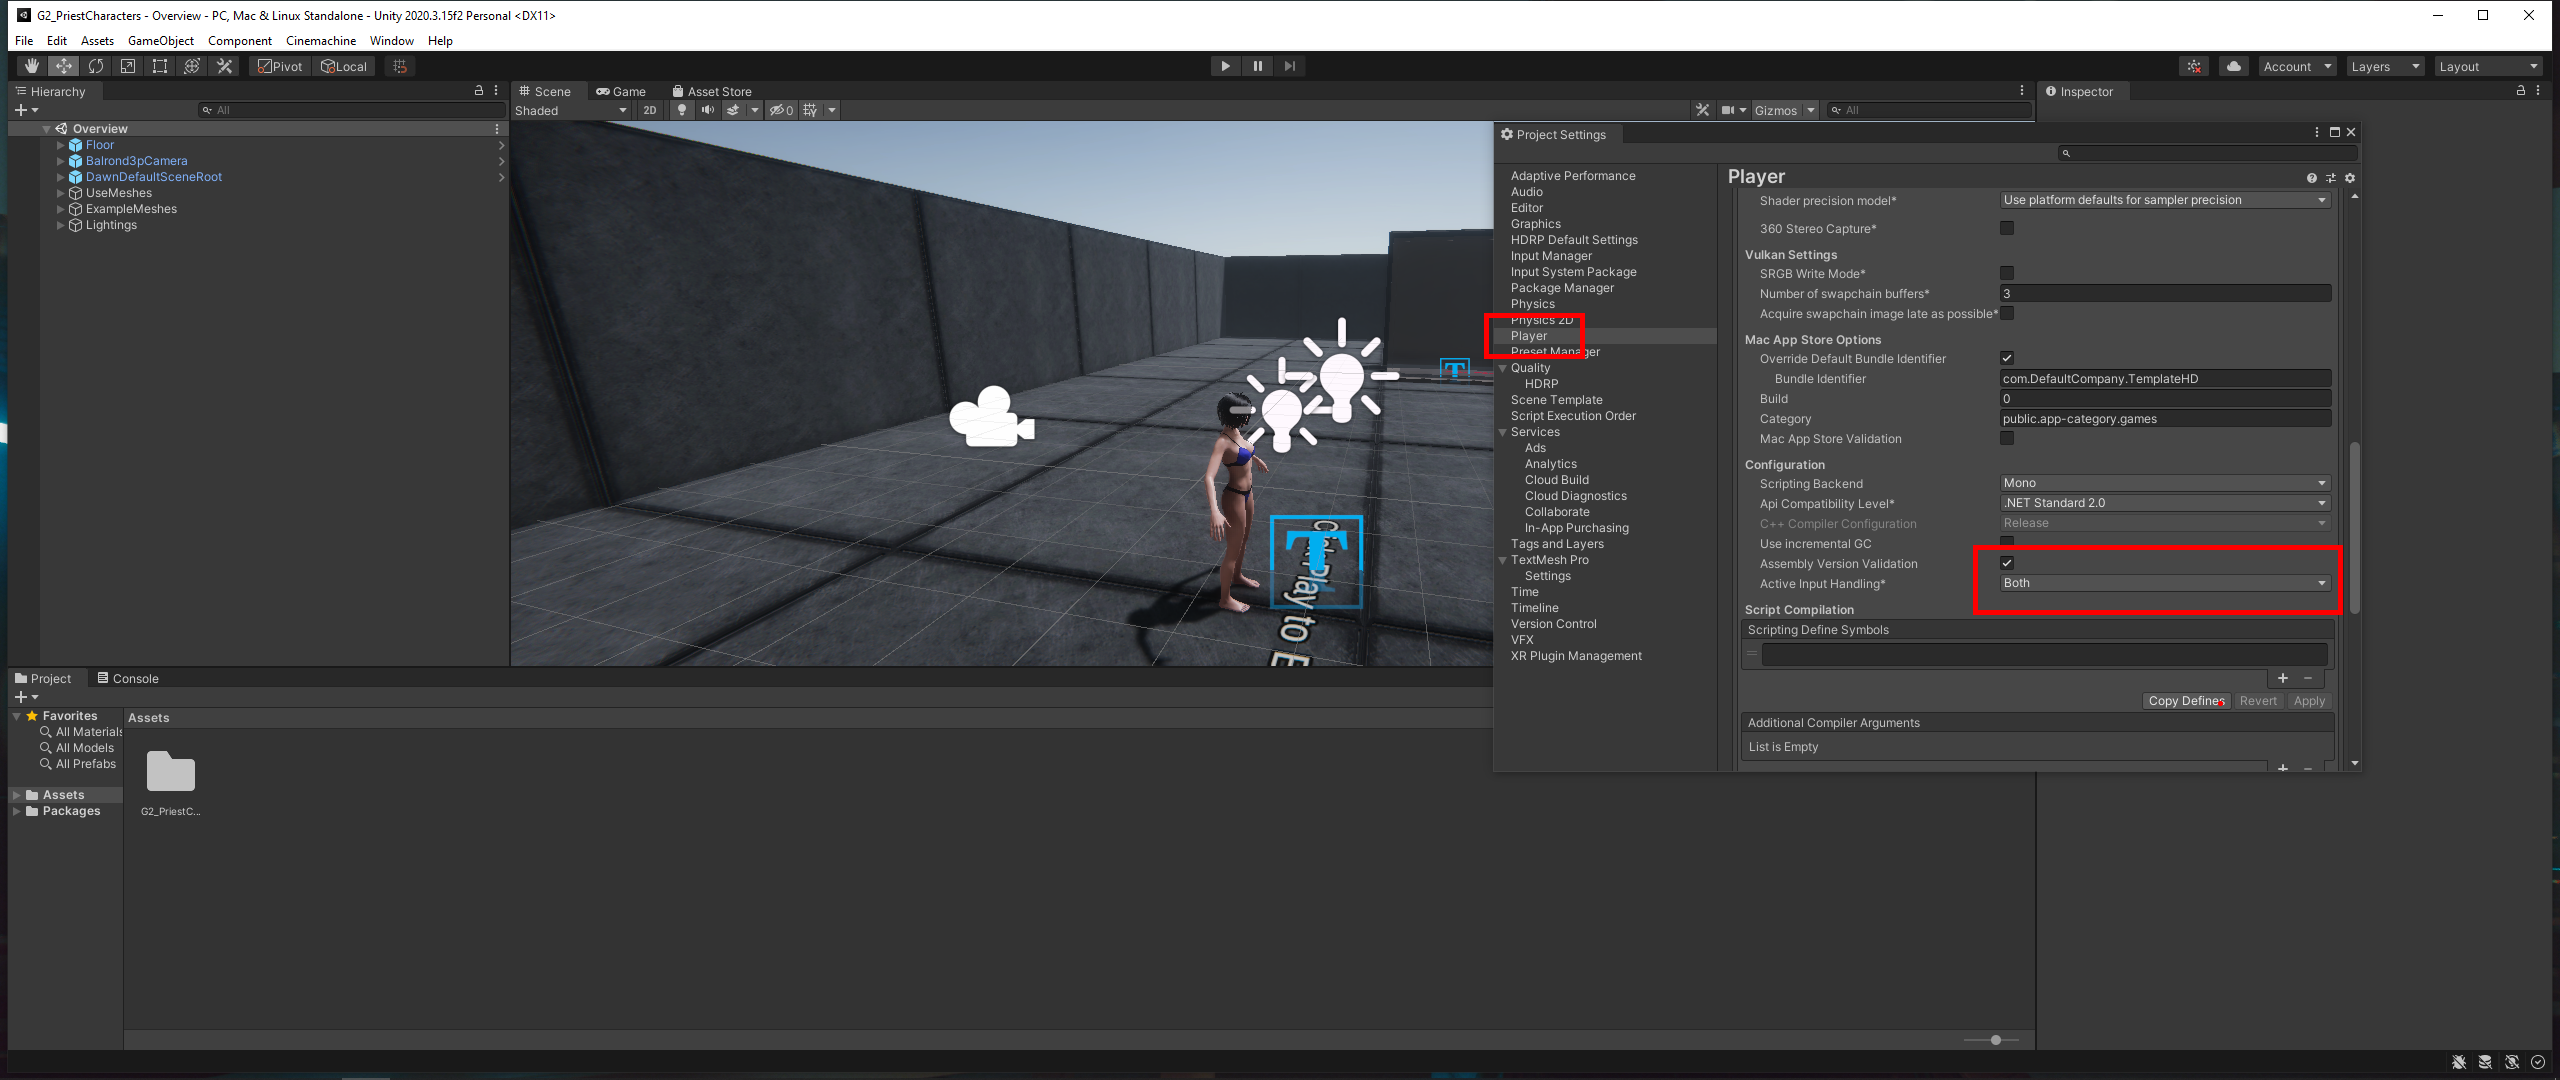 G2_PriestCharacters - Overview - PC, Mac & Linux Standalone - Unity 2020.3.15f2 Personal <DX11>
File Edit Assets GameObject Component Cinemachine Window Help
Pivot Local
Account Layers Layout
Hierarchy
All
Overview
Floor
Balrond3pCamera
DawnDefaultSceneRoot
UseMeshes
ExampleMeshes
Lightings
Scene Game Asset Store
Shaded 2D 0 Gizmos All
Inspector
Project Settings
Adaptive Performance
Audio
Editor
Graphics
HDRP Default Settings
Input Manager
Input System Package
Package Manager
Physics
Physics 2D
Player
Preset Manager
Quality
HDRP
Scene Template
Script Execution Order
Services
Ads
Analytics
Cloud Build
Cloud Diagnostics
Collaborate
In-App Purchasing
Tags and Layers
TextMesh Pro
Settings
Time
Timeline
Version Control
VFX
XR Plugin Management
Player
Shader precision model* Use platform defaults for sampler precision
360 Stereo Capture*
Vulkan Settings
SRGB Write Mode*
Number of swapchain buffers* 3
Acquire swapchain image late as possible*
Mac App Store Options
Override Default Bundle Identifier
Bundle Identifier com.DefaultCompany.TemplateHD
Build 0
Category public.app-category.games
Mac App Store Validation
Configuration
Scripting Backend Mono
Api Compatibility Level* .NET Standard 2.0
C++ Compiler Configuration Release
Use incremental GC
Assembly Version Validation
Active Input Handling* Both
Script Compilation
Scripting Define Symbols
Copy Defines Revert Apply
Additional Compiler Arguments
List is Empty
Project Console
Favorites
All Materials
All Models
All Prefabs
Assets
Packages
Assets
G2_PriestC...